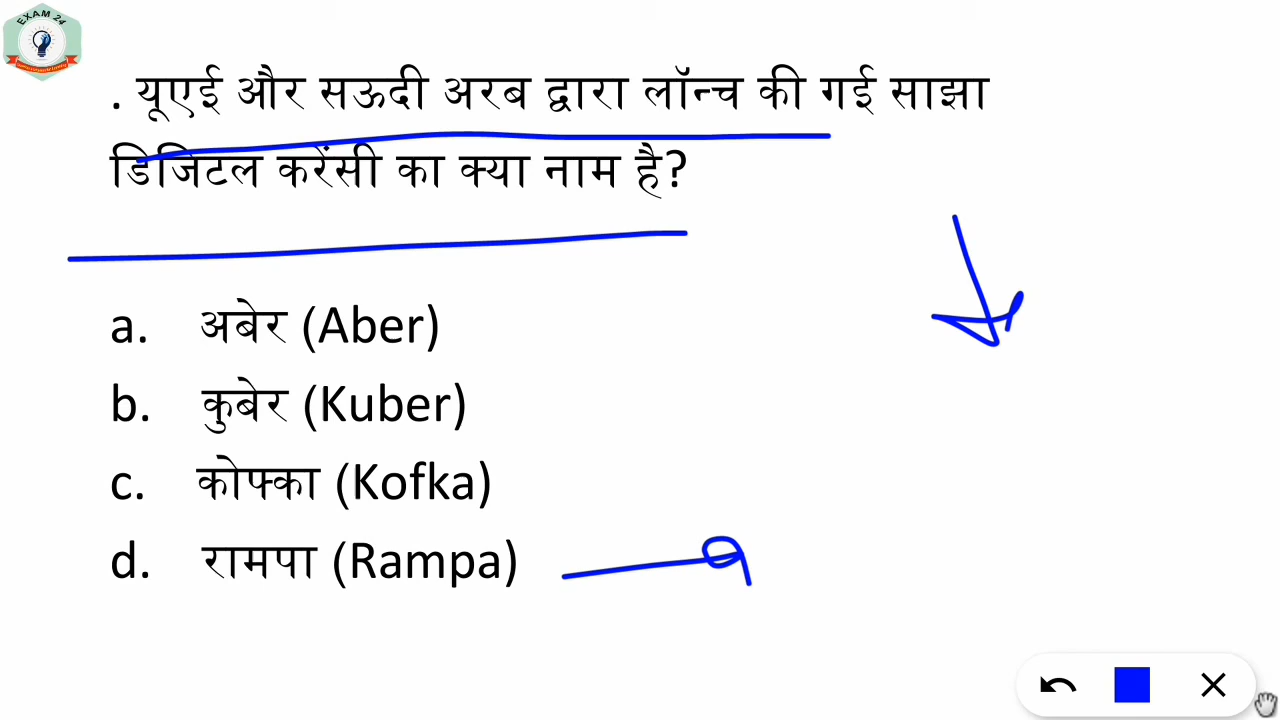 EXAM 24
. यूएई और सऊदी अरब द्वारा लॉन्च की गई साझा
डिजिटल करेंसी का क्या नाम है?
a. अबेर (Aber)
b. कुबेर (Kuber)
c. कोफ्का (Kofka)
d. रामपा (Rampa)